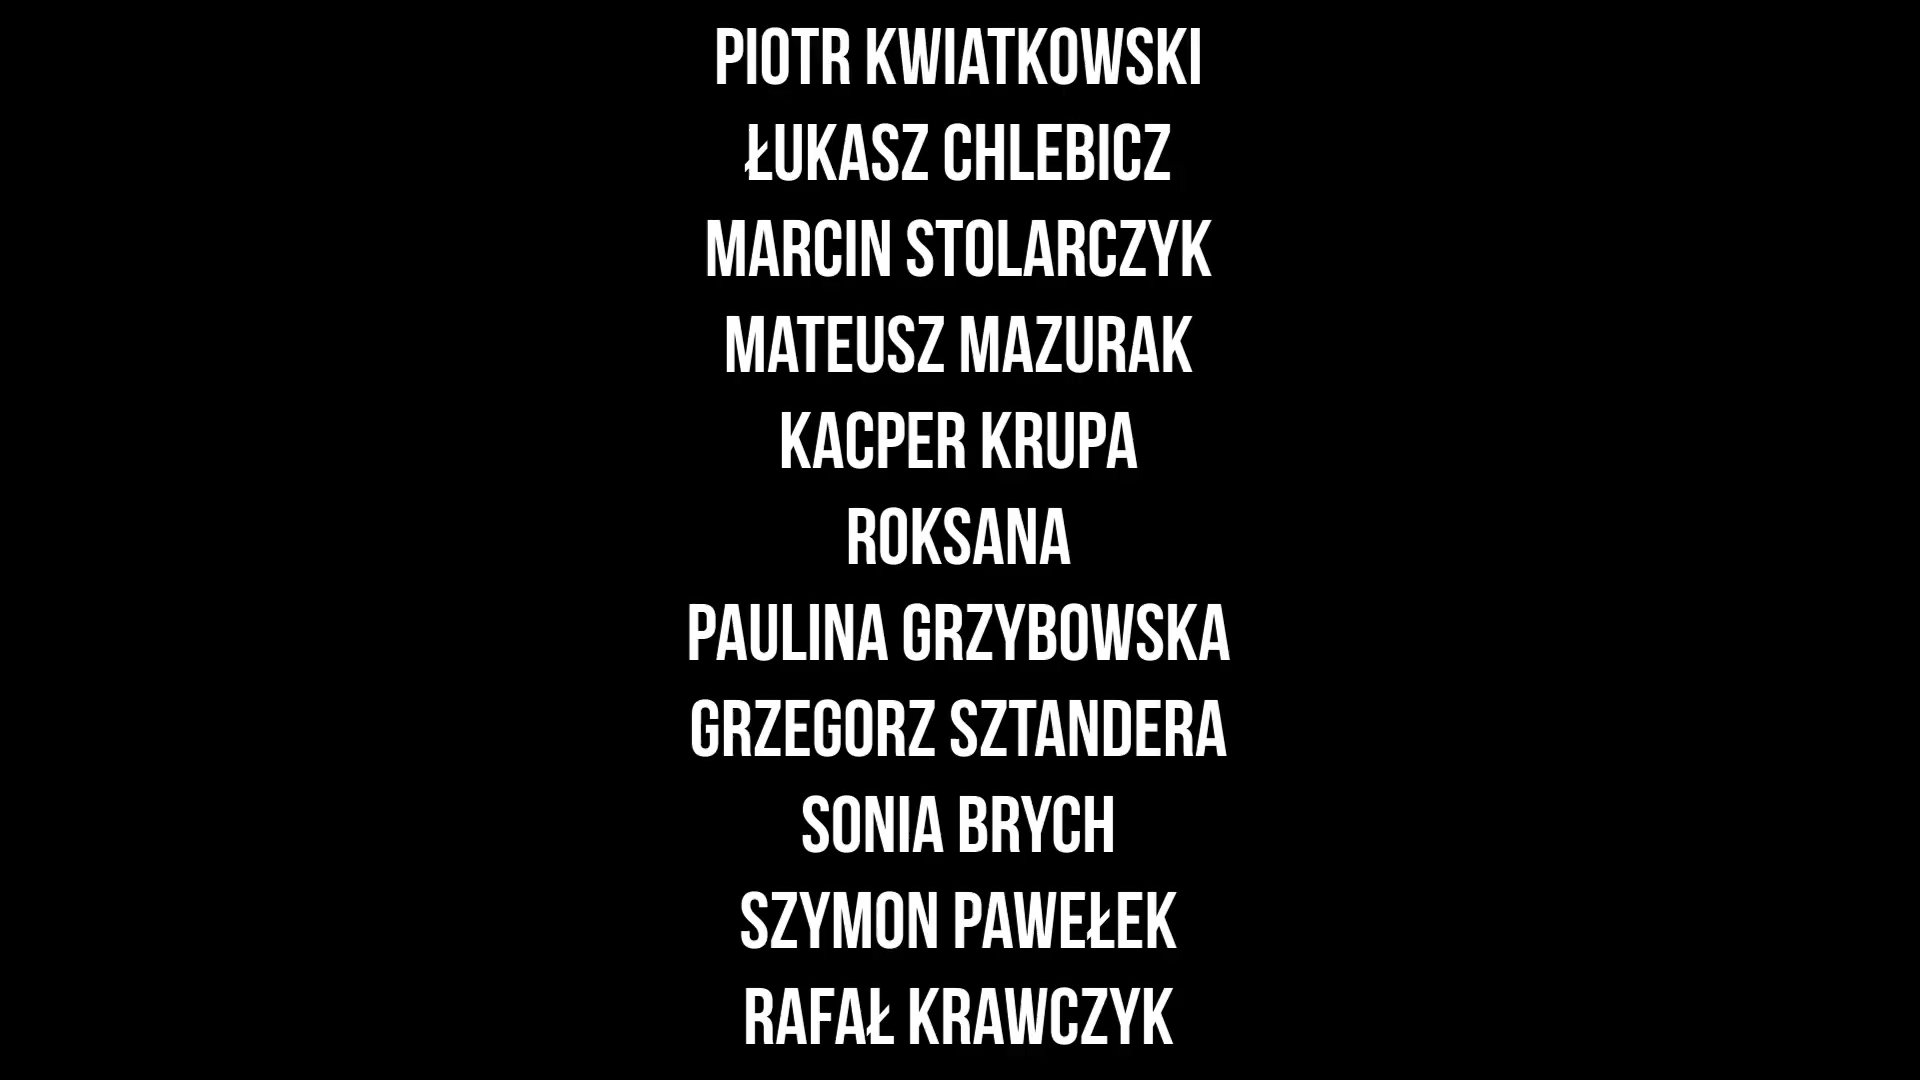 PIOTR KWIATKOWSKI
ŁUKASZ CHLEBICZ
MARCIN STOLARCZYK
MATEUSZ MAZURAK
KACPER KRUPA
ROKSANA
PAULINA GRZYBOWSKA
GRZEGORZ SZTANDERA
SONIA BRYCH
SZYMON PAWEŁEK
RAFAŁ KRAWCZYK